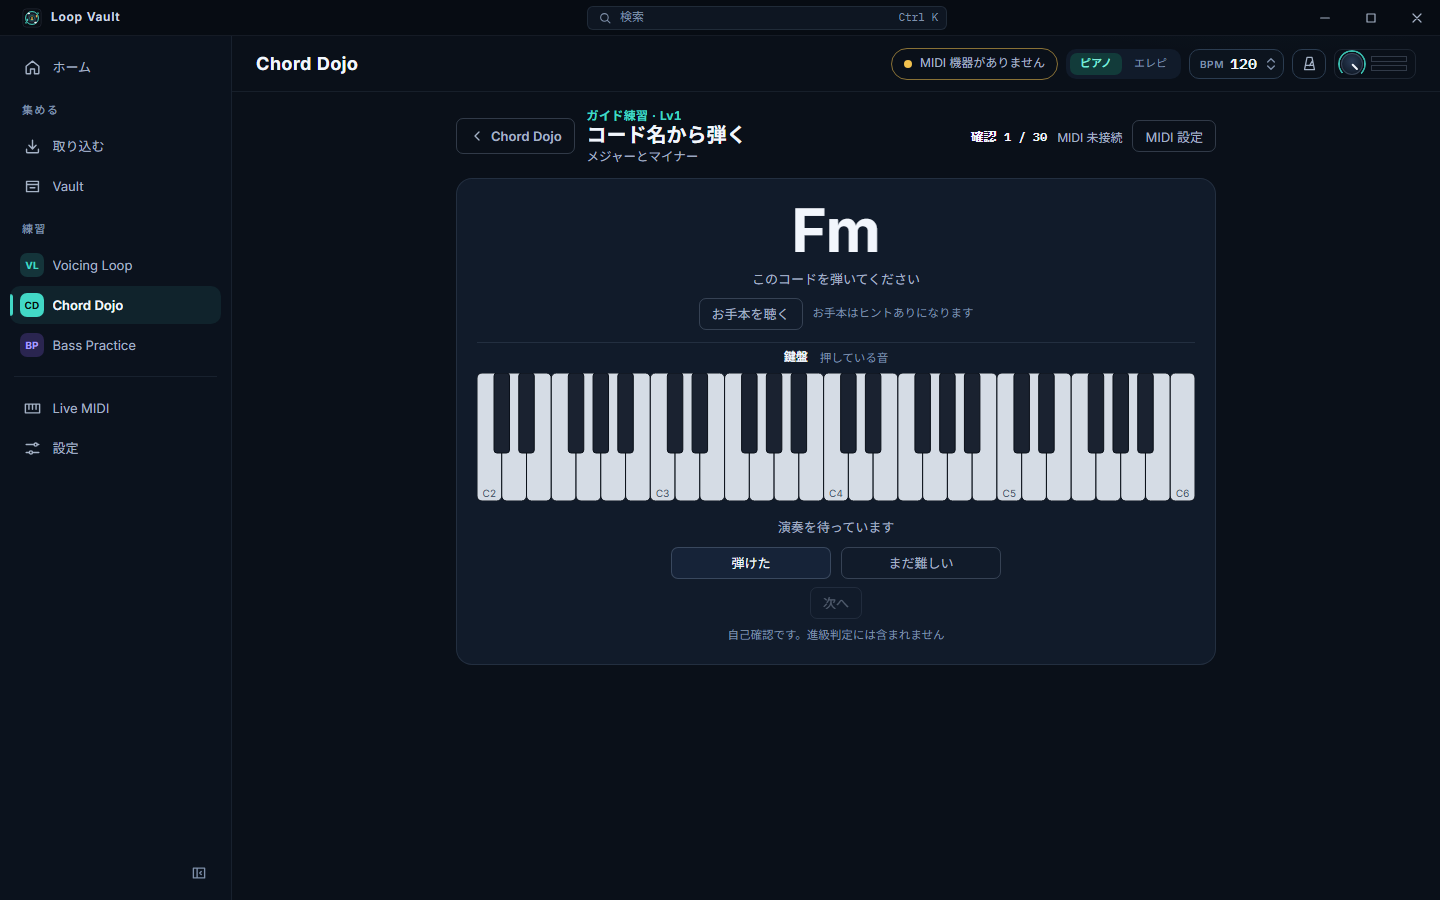 Loop Vault
検索
Ctrl K
ホーム
集める
取り込む
Vault
練習
VL Voicing Loop
CD Chord Dojo
BP Bass Practice
Live MIDI
設定
Chord Dojo
MIDI 機器がありません
ピアノ
エレピ
BPM 120
Chord Dojo
ガイド練習 · Lv1
コード名から弾く
メジャーとマイナー
確認 1 / 30
MIDI 未接続
MIDI 設定
Fm
このコードを弾いてください
お手本を聴く
お手本はヒントありになります
鍵盤 押している音
C2 C3 C4 C5 C6
演奏を待っています
弾けた
まだ難しい
次へ
自己確認です。進級判定には含まれません